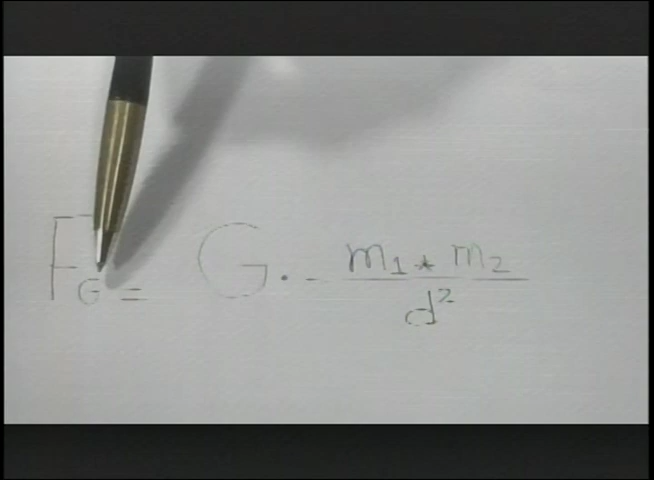 F_G = G · m₁ * m₂ / d²